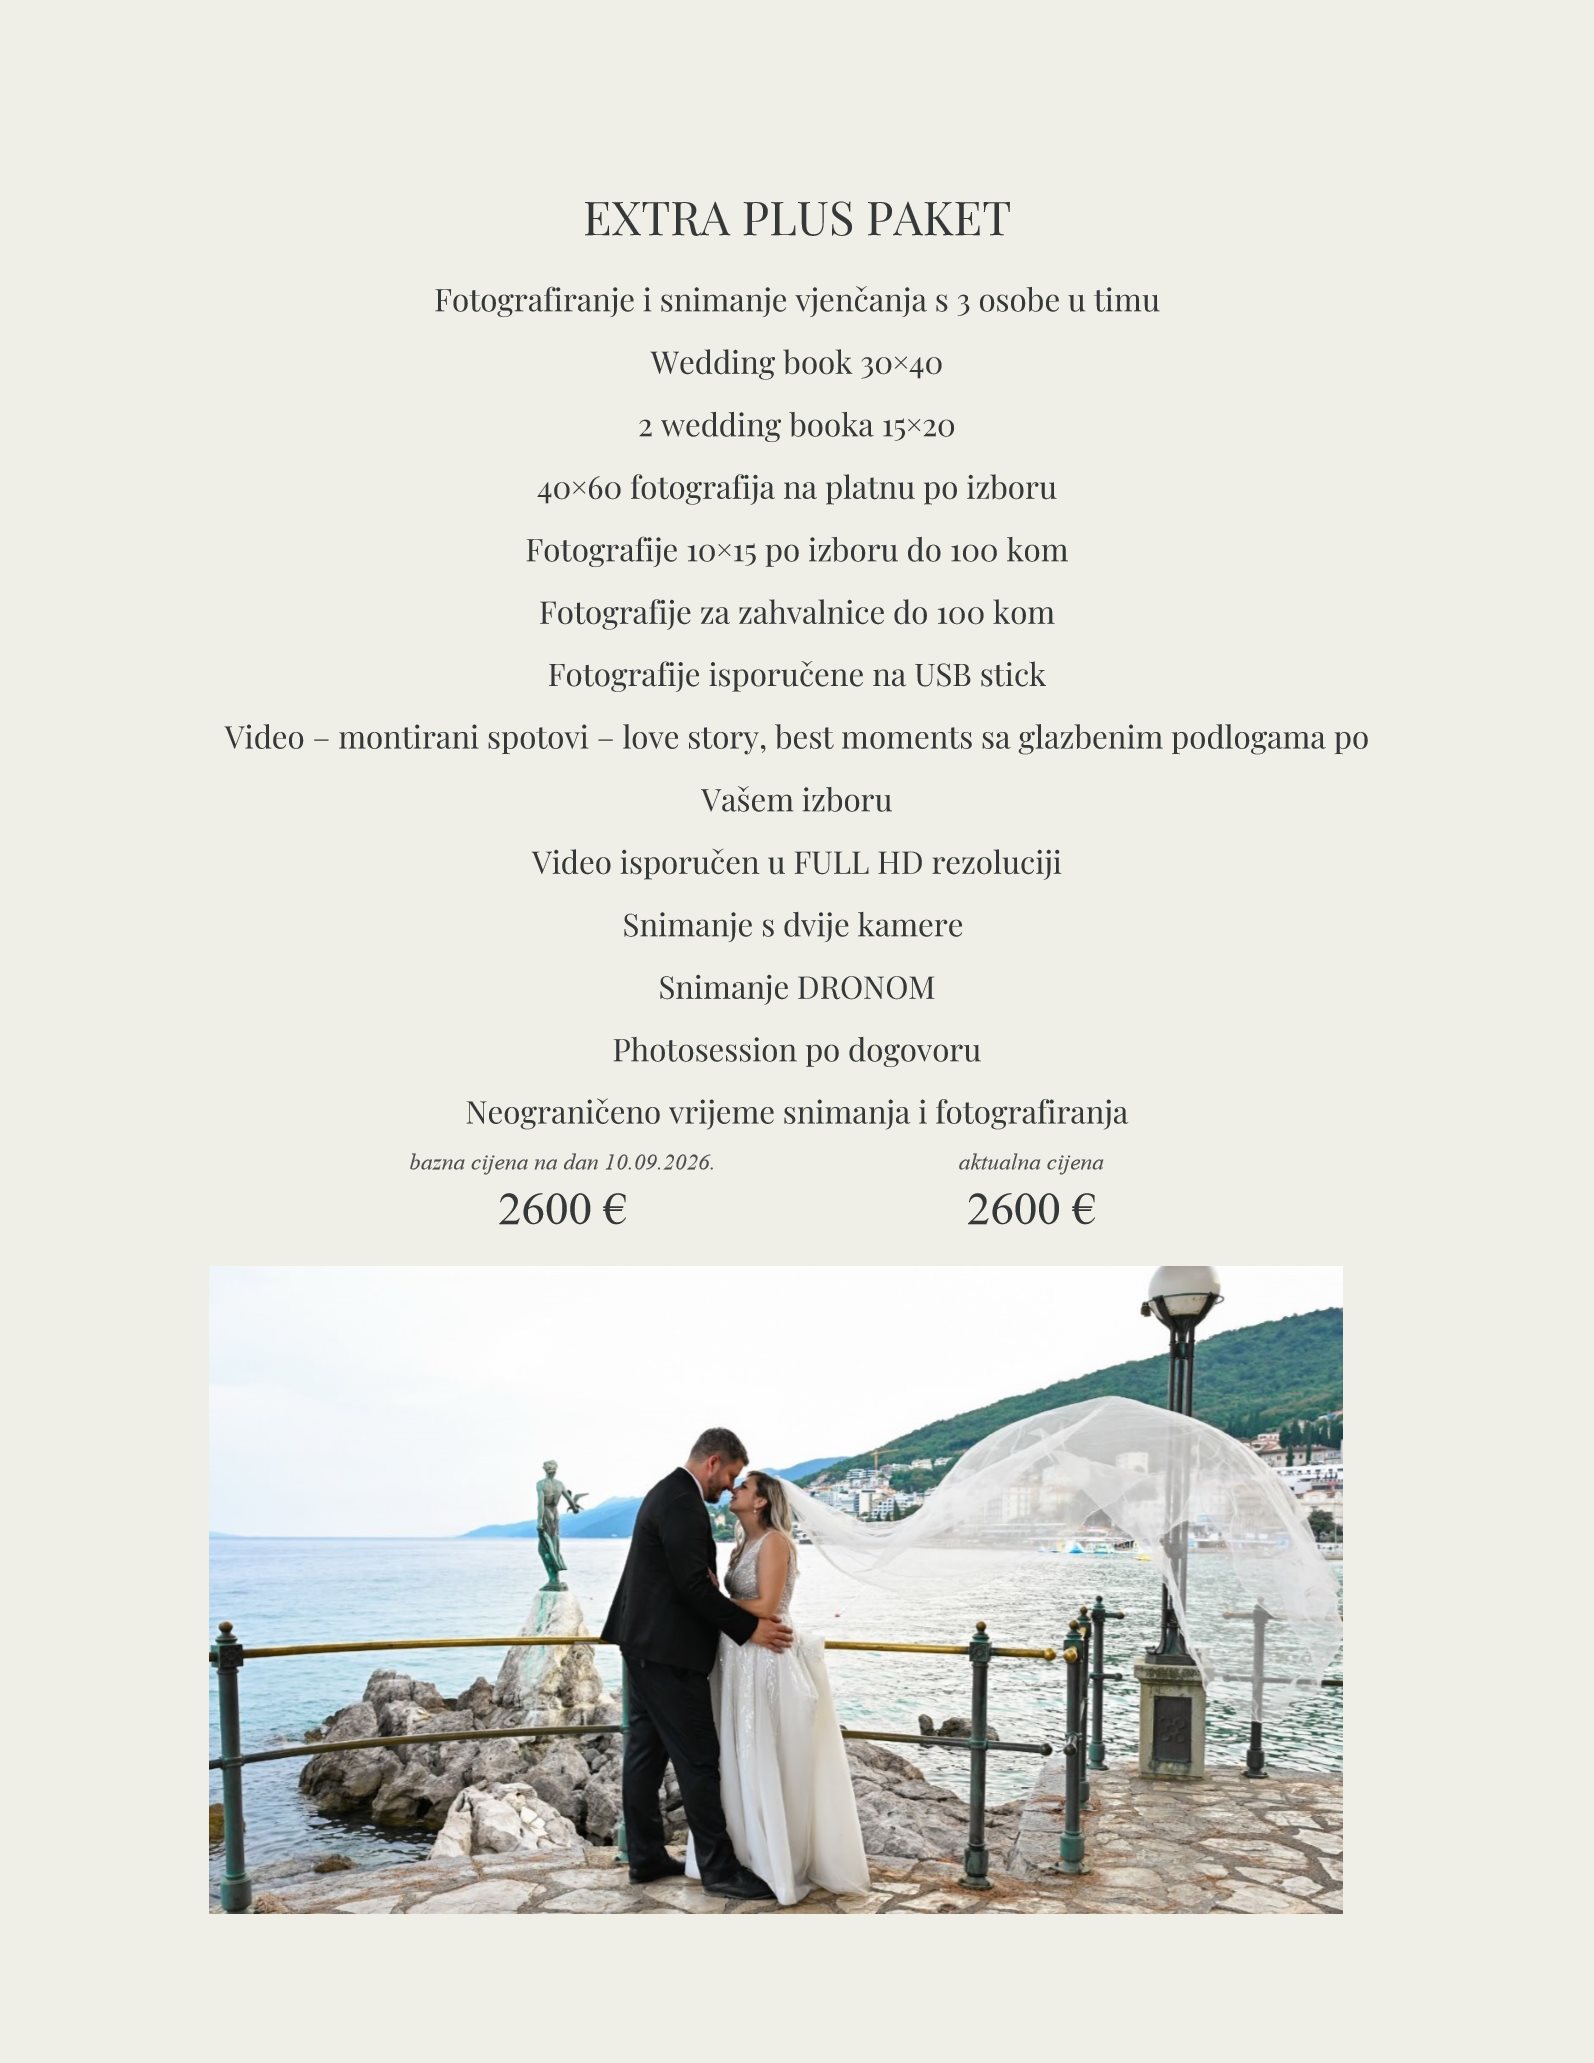 EXTRA PLUS PAKET
Fotografiranje i snimanje vjenčanja s 3 osobe u timu
Wedding book 30×40
2 wedding booka 15×20
40×60 fotografija na platnu po izboru
Fotografije 10×15 po izboru do 100 kom
Fotografije za zahvalnice do 100 kom
Fotografije isporučene na USB stick
Video – montirani spotovi – love story, best moments sa glazbenim podlogama po
Vašem izboru
Video isporučen u FULL HD rezoluciji
Snimanje s dvije kamere
Snimanje DRONOM
Photosession po dogovoru
Neograničeno vrijeme snimanja i fotografiranja
bazna cijena na dan 10.09.2026. aktualna cijena
2600 € 2600 €